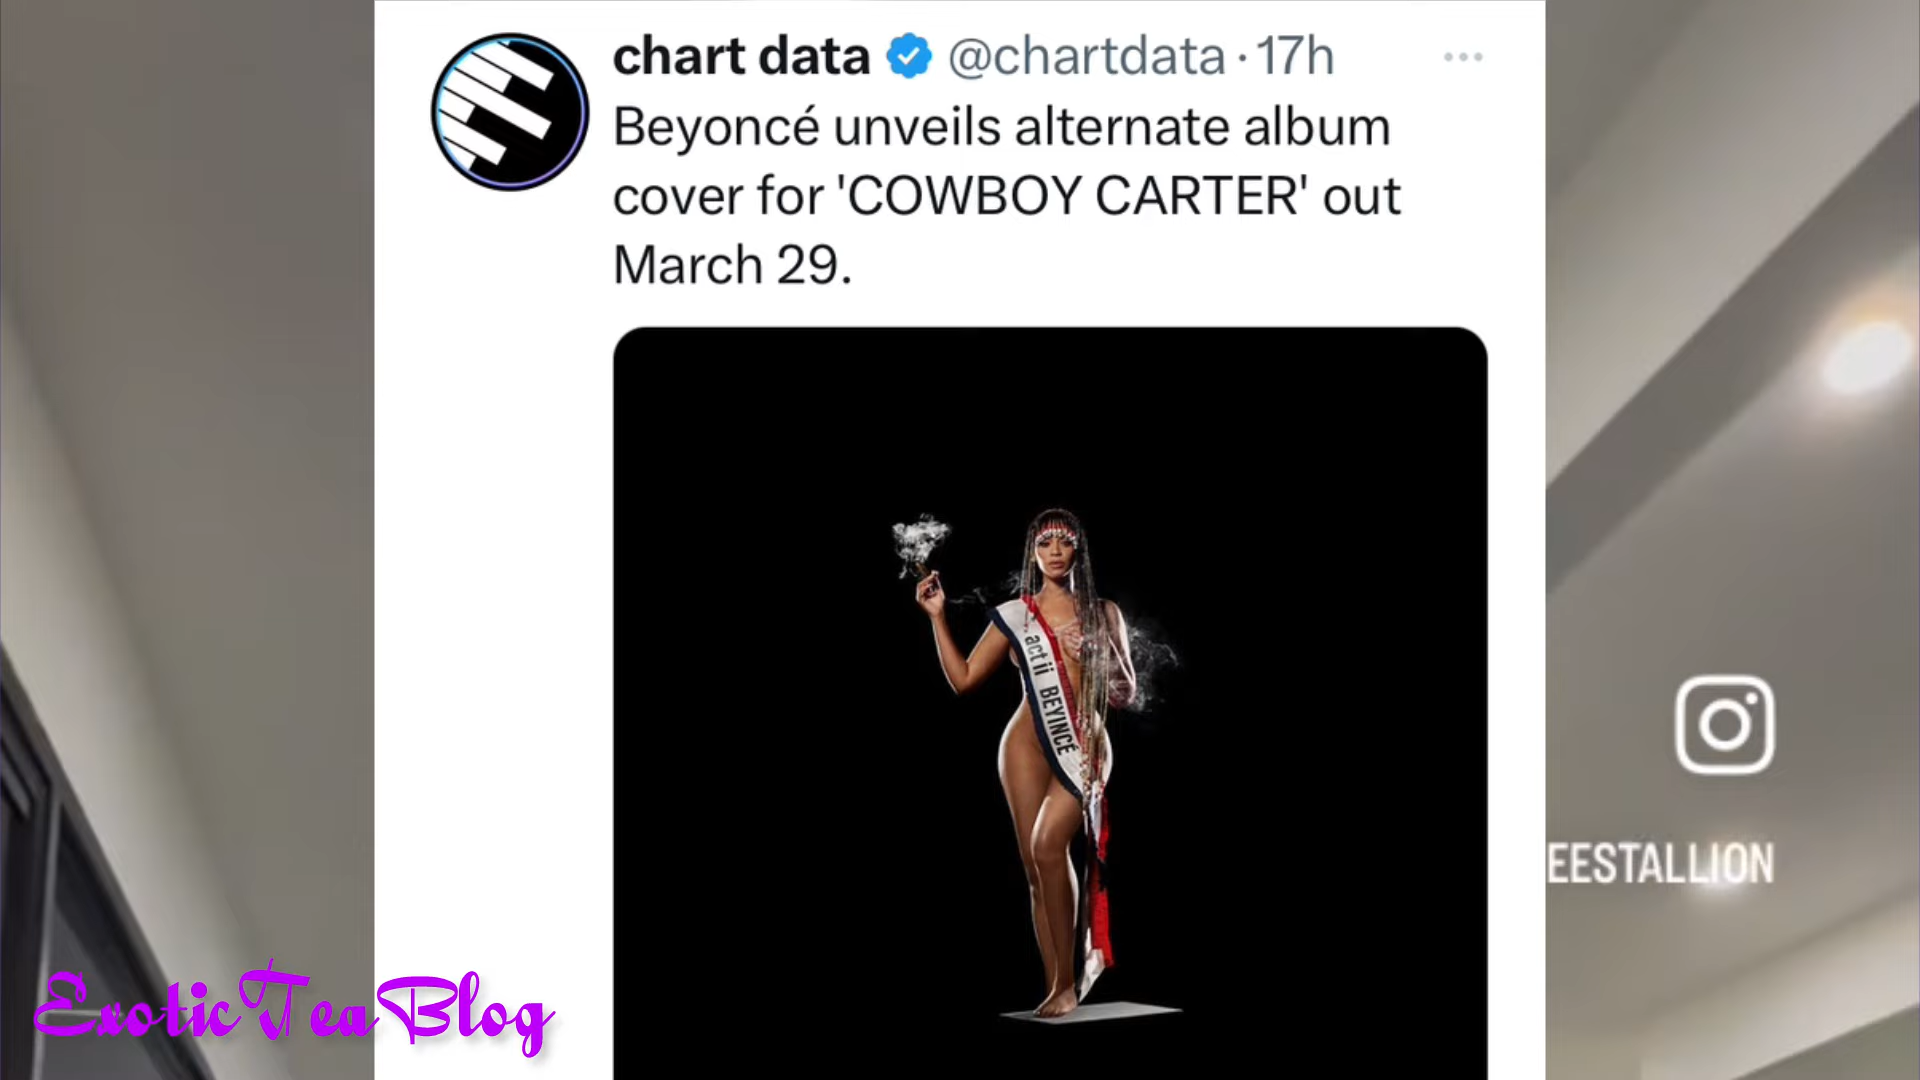 chart data @chartdata · 17h
Beyoncé unveils alternate album
cover for 'COWBOY CARTER' out
March 29.
act ii BEYINCÉ
EESTALLION
ExoticTeaBlog